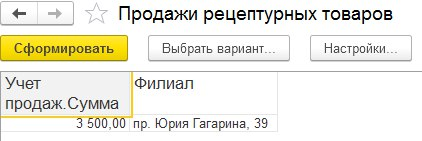 Продажи рецептурных товаров
Сформировать Выбрать вариант... Настройки...
Учет Филиал
продаж.Сумма
3 500,00 пр. Юрия Гагарина, 39